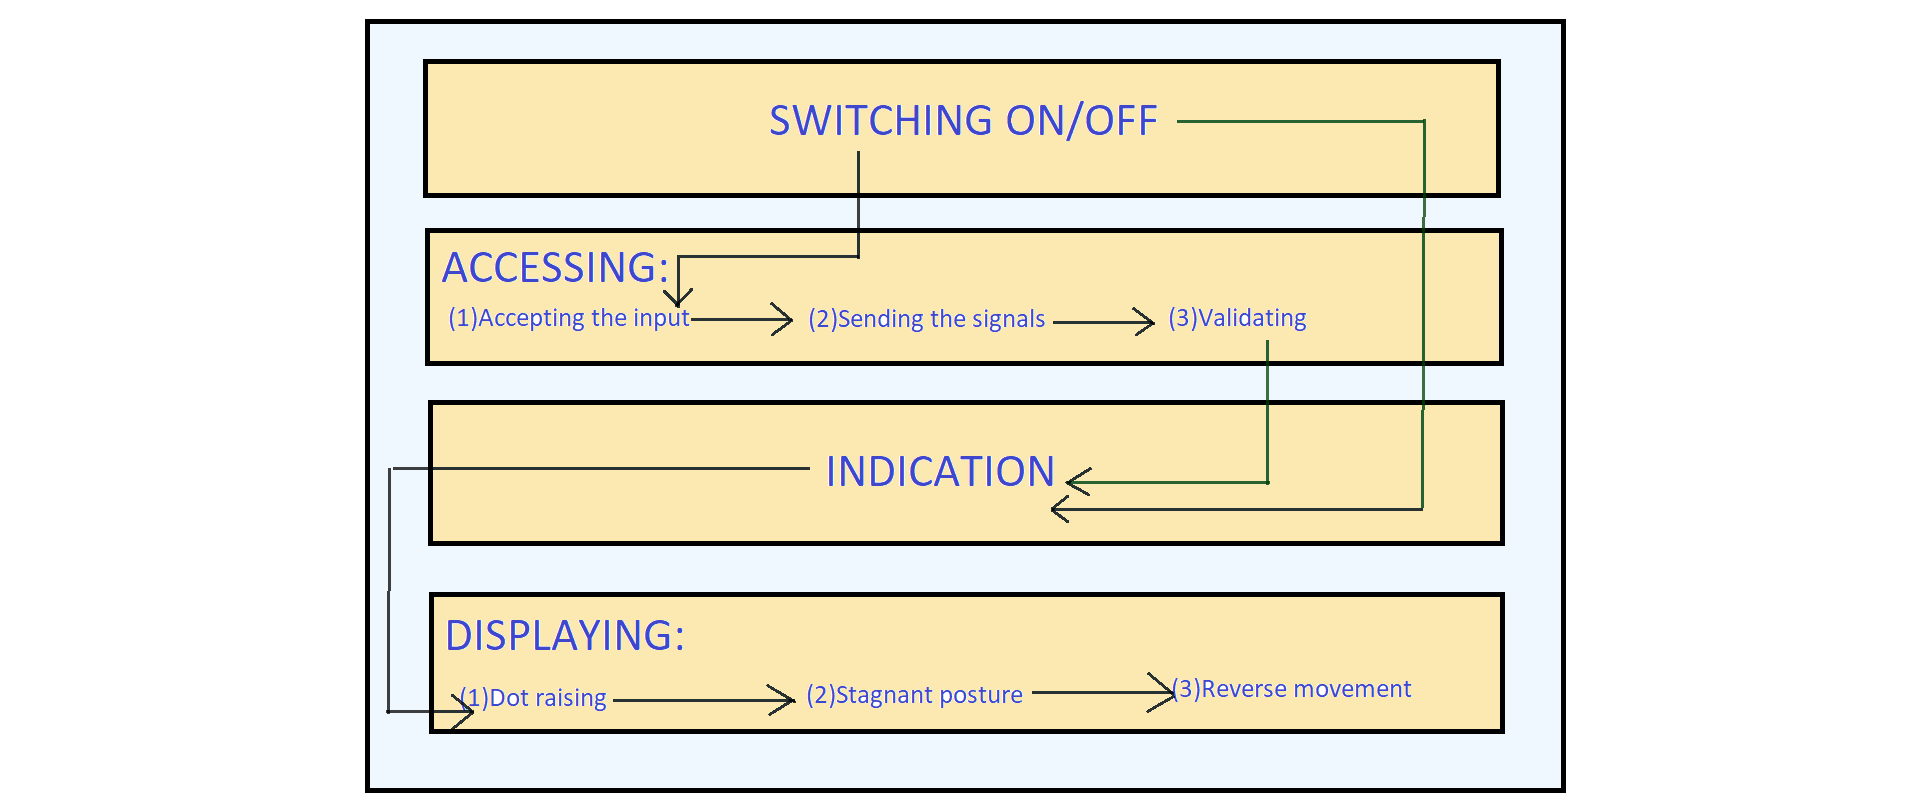 SWITCHING ON/OFF
ACCESSING:
(1)Accepting the input
(2)Sending the signals
(3)Validating
INDICATION
DISPLAYING:
(1)Dot raising
(2)Stagnant posture
(3)Reverse movement